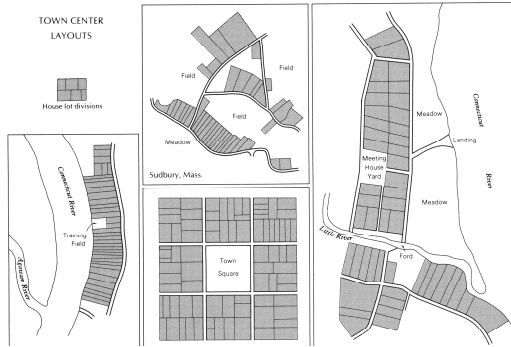 TOWN CENTER
LAYOUTS
House lot divisions
Connecticut River
Training
Field
Agawam River
Field
Field
Field
Meadow
Sudbury, Mass.
Town
Square
Meadow
Connecticut
River
Landing
Meeting
House
Yard
Meadow
Little River
Ford